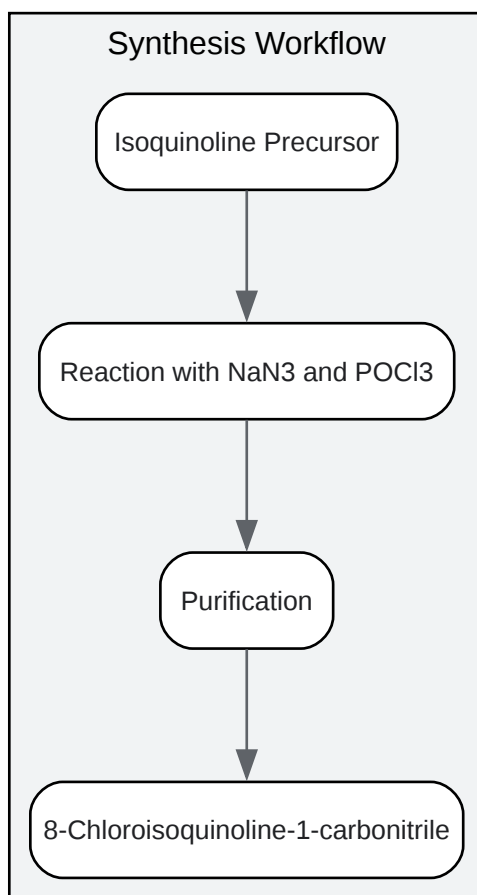 Synthesis Workflow
Isoquinoline Precursor
Reaction with NaN3 and POCl3
Purification
8-Chloroisoquinoline-1-carbonitrile